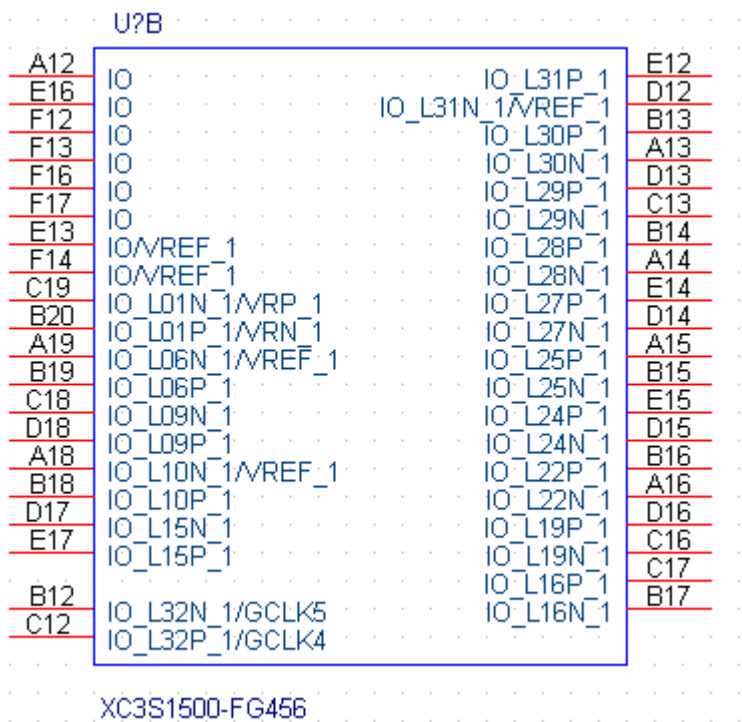 U?B
A12 IO IO_L31P_1 E12
E16 IO IO_L31N_1/VREF_1 D12
F12 IO IO_L30P_1 B13
F13 IO IO_L30N_1 A13
F16 IO IO_L29P_1 D13
F17 IO IO_L29N_1 C13
E13 IO/VREF_1 IO_L28P_1 B14
F14 IO/VREF_1 IO_L28N_1 A14
C19 IO_L01N_1/VRP_1 IO_L27P_1 E14
B20 IO_L01P_1/VRN_1 IO_L27N_1 D14
A19 IO_L06N_1/VREF_1 IO_L25P_1 A15
B19 IO_L06P_1 IO_L25N_1 B15
C18 IO_L09N_1 IO_L24P_1 E15
D18 IO_L09P_1 IO_L24N_1 D15
A18 IO_L10N_1/VREF_1 IO_L22P_1 B16
B18 IO_L10P_1 IO_L22N_1 A16
D17 IO_L15N_1 IO_L19P_1 D16
E17 IO_L15P_1 IO_L19N_1 C16
IO_L16P_1 C17
B12 IO_L32N_1/GCLK5 IO_L16N_1 B17
C12 IO_L32P_1/GCLK4
XC3S1500-FG456